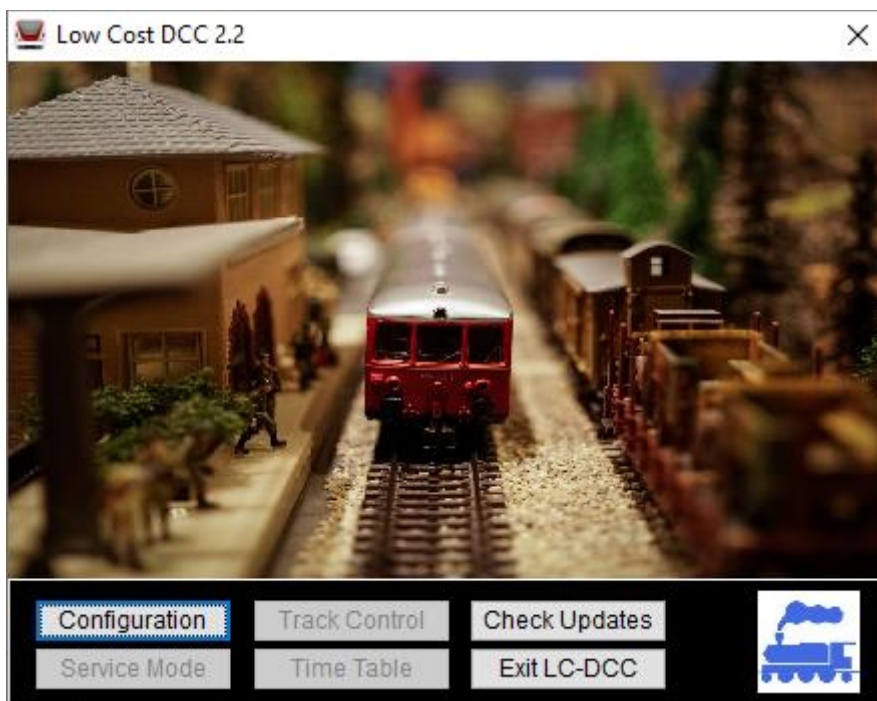 Low Cost DCC 2.2
Configuration
Track Control
Check Updates
Service Mode
Time Table
Exit LC-DCC